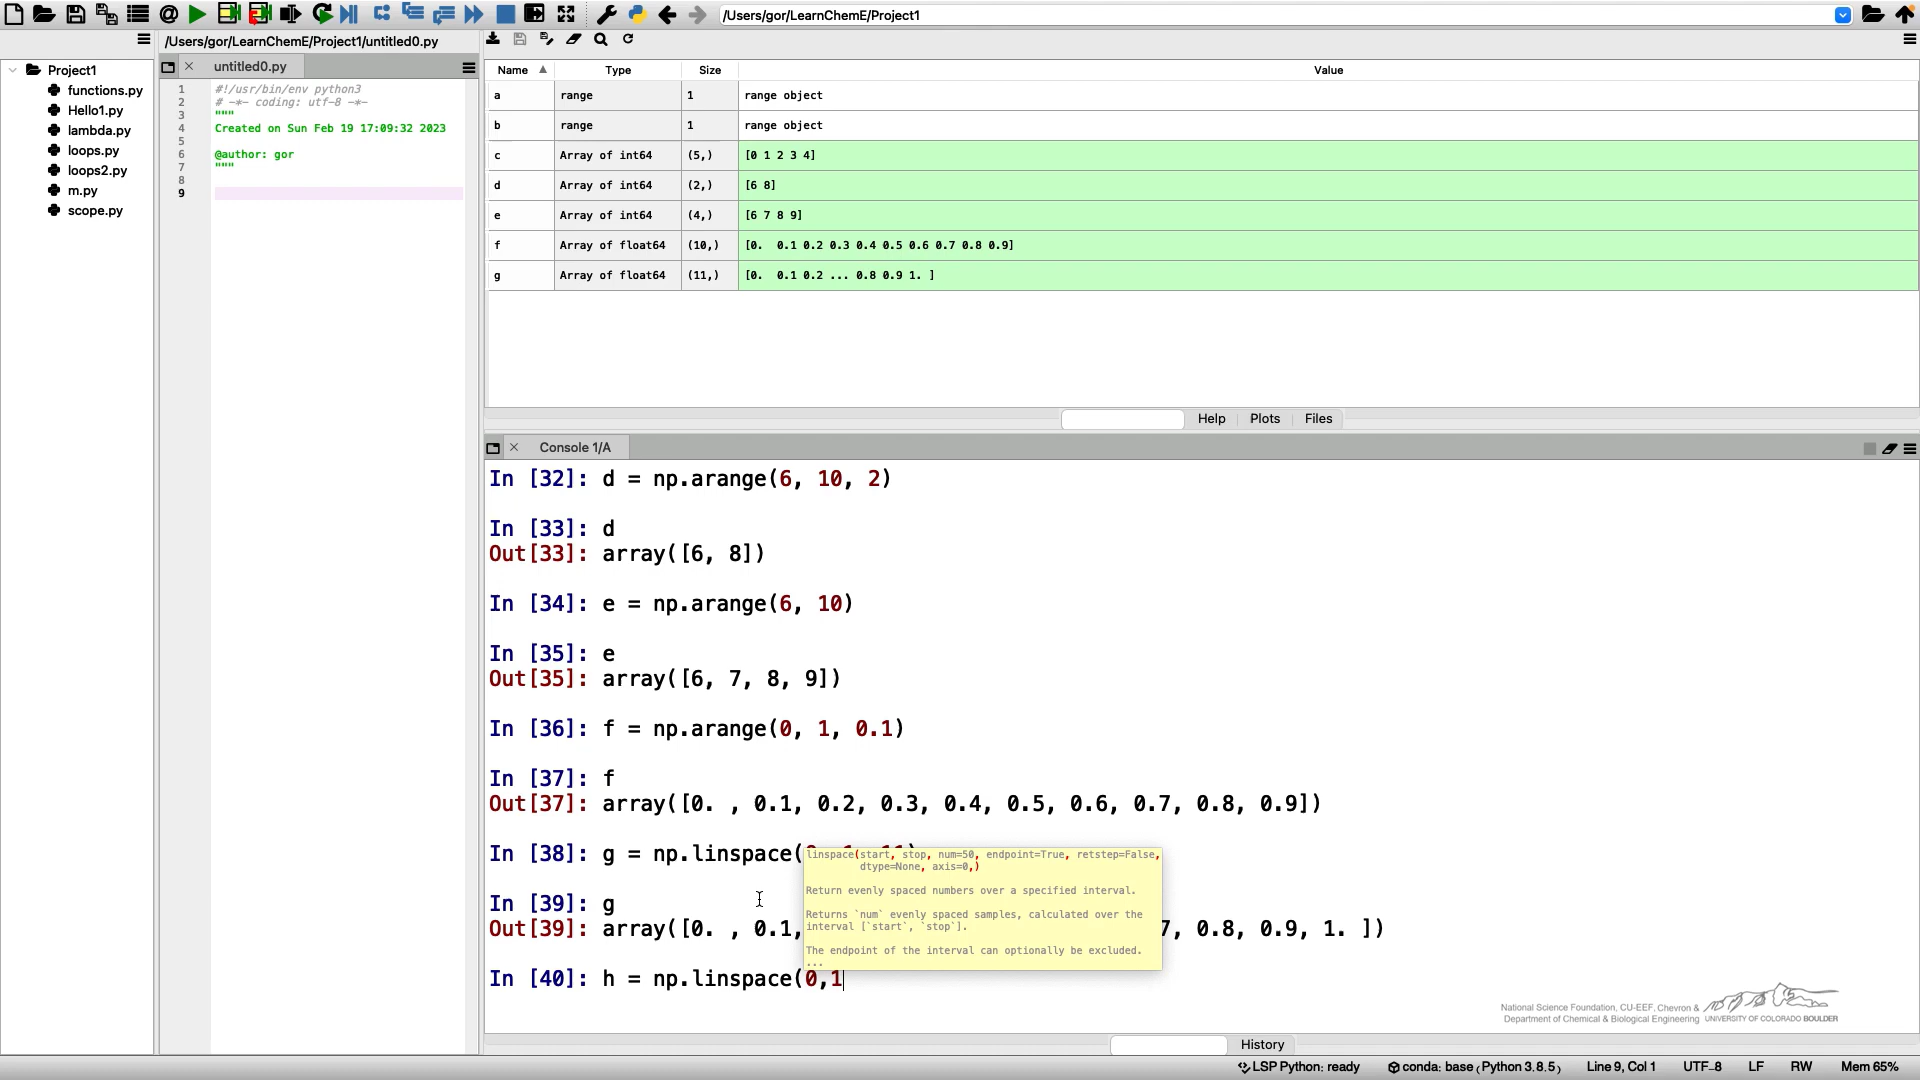 /Users/gor/LearnChemE/Project1
/Users/gor/LearnChemE/Project1/untitled0.py
Project1
functions.py
Hello1.py
lambda.py
loops.py
loops2.py
m.py
scope.py
untitled0.py
1 #!/usr/bin/env python3
2 # -*- coding: utf-8 -*-
3 """
4 Created on Sun Feb 19 17:09:32 2023
5
6 @author: gor
7 """
8
9
Name Type Size Value
a range 1 range object
b range 1 range object
c Array of int64 (5,) [0 1 2 3 4]
d Array of int64 (2,) [6 8]
e Array of int64 (4,) [6 7 8 9]
f Array of float64 (10,) [0. 0.1 0.2 0.3 0.4 0.5 0.6 0.7 0.8 0.9]
g Array of float64 (11,) [0. 0.1 0.2 ... 0.8 0.9 1. ]
Help Plots Files
Console 1/A
In [32]: d = np.arange(6, 10, 2)
In [33]: d
Out[33]: array([6, 8])
In [34]: e = np.arange(6, 10)
In [35]: e
Out[35]: array([6, 7, 8, 9])
In [36]: f = np.arange(0, 1, 0.1)
In [37]: f
Out[37]: array([0. , 0.1, 0.2, 0.3, 0.4, 0.5, 0.6, 0.7, 0.8, 0.9])
In [38]: g = np.linspace(
In [39]: g
Out[39]: array([0. , 0.1, 7, 0.8, 0.9, 1. ])
linspace(start, stop, num=50, endpoint=True, retstep=False,
dtype=None, axis=0,)
Return evenly spaced numbers over a specified interval.
Returns `num` evenly spaced samples, calculated over the
interval [`start`, `stop`].
The endpoint of the interval can optionally be excluded.
...
In [40]: h = np.linspace(0,1
National Science Foundation, CU-EEF, Chevron &
Department of Chemical & Biological Engineering UNIVERSITY OF COLORADO BOULDER
History
LSP Python: ready conda: base (Python 3.8.5) Line 9, Col 1 UTF-8 LF RW Mem 65%